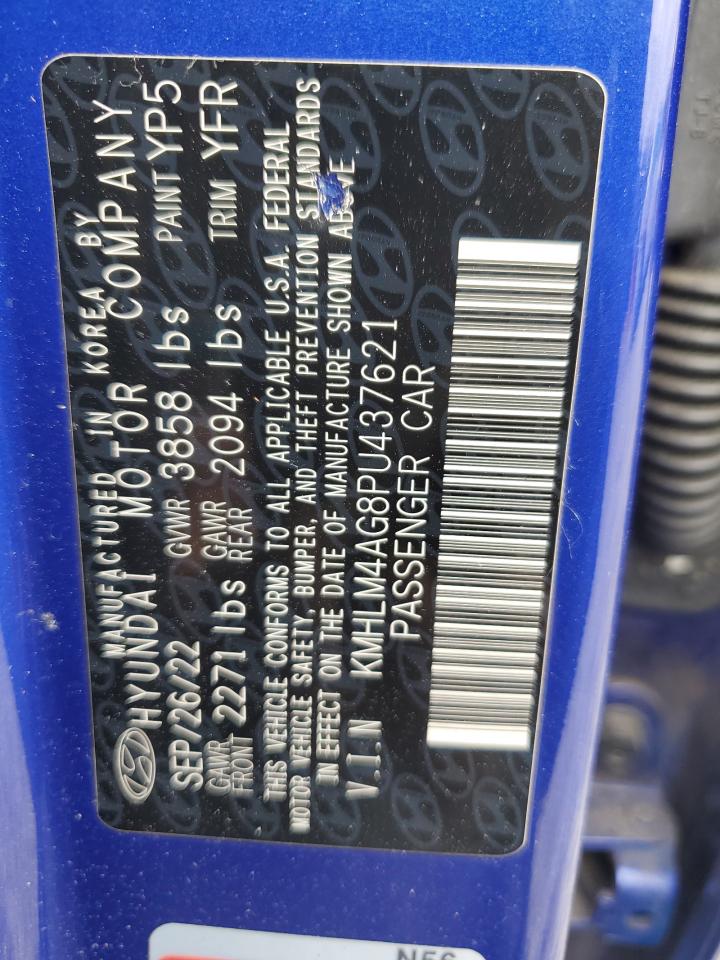 MANUFACTURED IN KOREA BY
HYUNDAI MOTOR COMPANY
SEP/26/22 GVWR 3858 lbs PAINT YP5
GAWR FRONT 2271 lbs GAWR REAR 2094 lbs TRIM YFR
THIS VEHICLE CONFORMS TO ALL APPLICABLE U.S.A. FEDERAL
MOTOR VEHICLE SAFETY, BUMPER, AND THEFT PREVENTION STANDARDS
IN EFFECT ON THE DATE OF MANUFACTURE SHOWN ABOVE
V.I.N KMHLM4AG8PU437621
PASSENGER CAR
N56